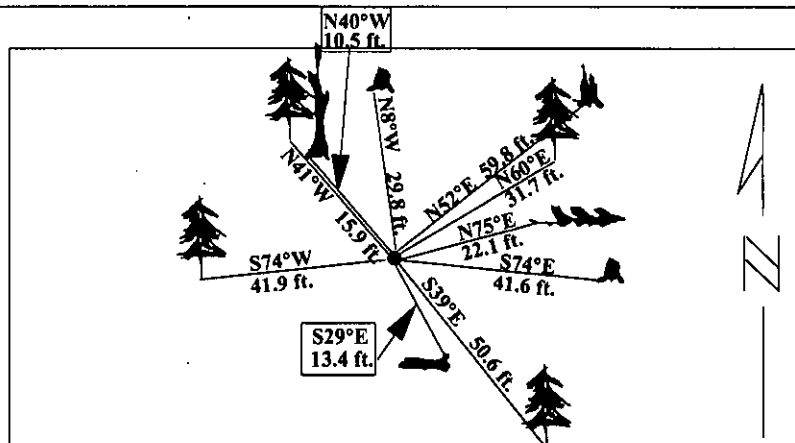 N40°W
10.5 ft.
N8°W
29.8 ft.
N41°W
15.9 ft.
N52°E 59.8 ft.
N60°E
31.7 ft.
N75°E
22.1 ft.
S74°W
41.9 ft.
S74°E
41.6 ft.
S39°E 50.6 ft.
S29°E
13.4 ft.
N